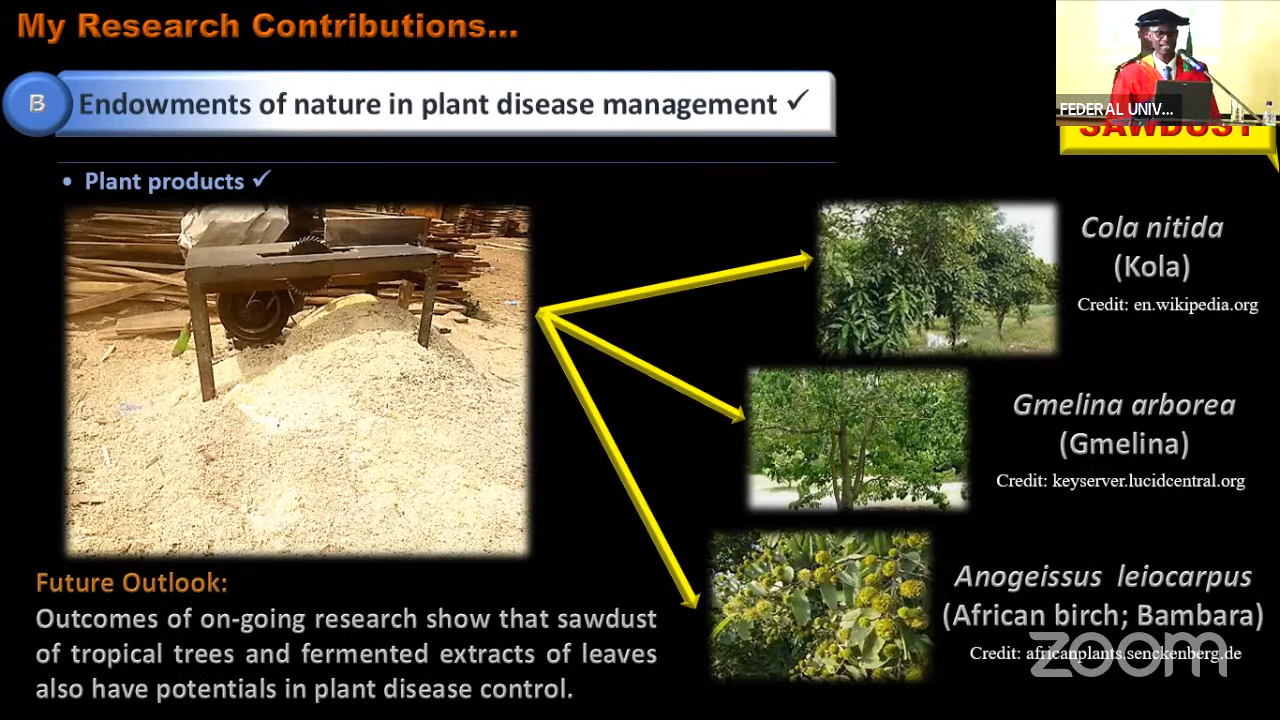 My Research Contributions...
B
Endowments of nature in plant disease management ✓
FEDERAL UNIV...
SAWDUST
• Plant products ✓
Cola nitida
(Kola)
Credit: en.wikipedia.org
Gmelina arborea
(Gmelina)
Credit: keyserver.lucidcentral.org
Anogeissus leiocarpus
(African birch; Bambara)
Credit: africanplants.senckenberg.de
Future Outlook:
Outcomes of on-going research show that sawdust
of tropical trees and fermented extracts of leaves
also have potentials in plant disease control.
zoom